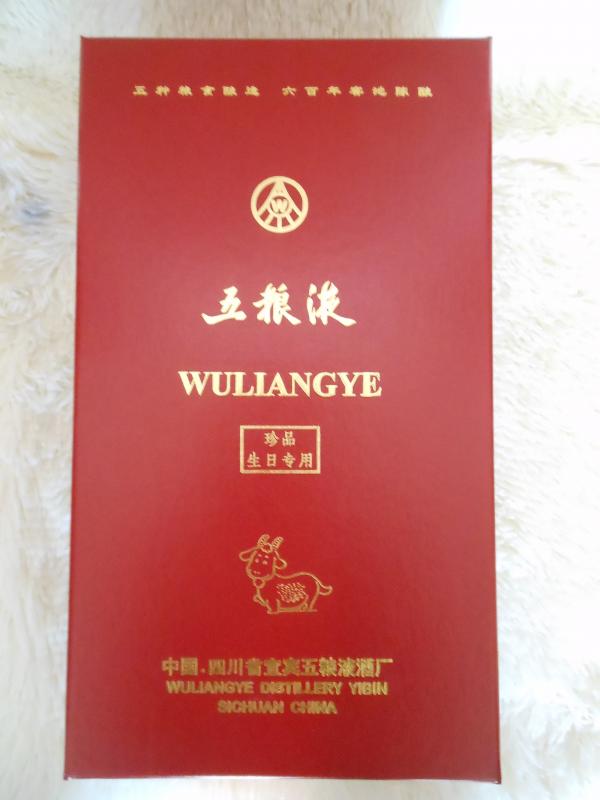 五种粮食酿造 六百年窖池陈酿
W
五粮液
WULIANGYE
珍品
生日专用
中国.四川省宜宾五粮液酒厂
WULIANGYE DISTILLERY YIBIN
SICHUAN CHINA